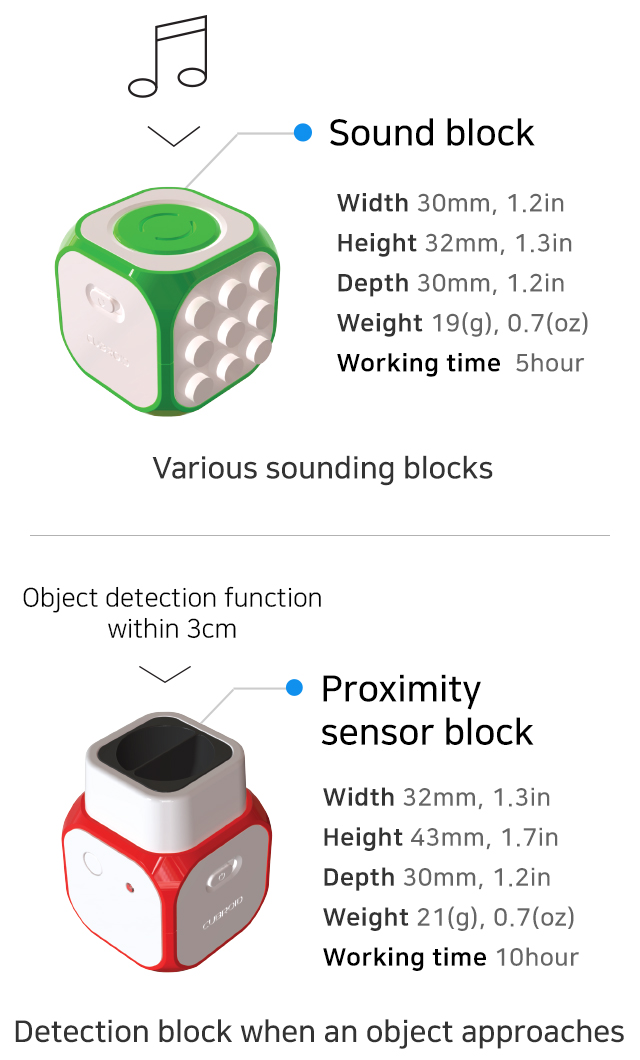 Sound block
Width 30mm, 1.2in
Height 32mm, 1.3in
Depth 30mm, 1.2in
Weight 19(g), 0.7(oz)
Working time 5hour
Various sounding blocks
Object detection function
within 3cm
Proximity
sensor block
Width 32mm, 1.3in
Height 43mm, 1.7in
Depth 30mm, 1.2in
Weight 21(g), 0.7(oz)
Working time 10hour
CUBROID
Detection block when an object approaches